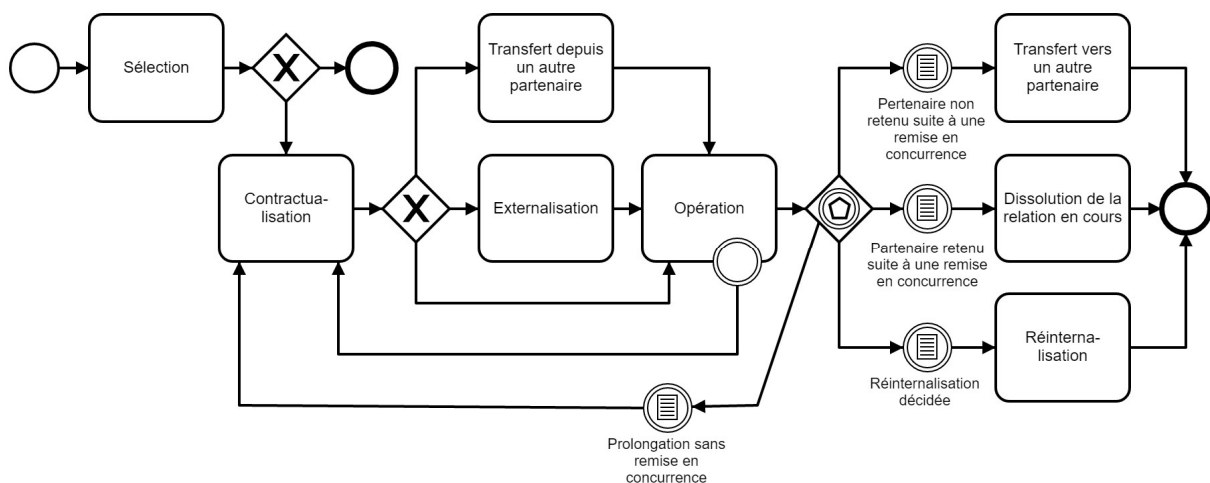 Sélection
Transfert depuis
un autre
partenaire
Transfert vers
un autre
partenaire
Pertenaire non
retenu suite à une
remise en
concurrence
Contractua-
lisation
Externalisation
Opération
Dissolution de la
relation en cours
Partenaire retenu
suite à une remise
en concurrence
Réinterna-
lisation
Réinternalisation
décidée
Prolongation sans
remise en
concurrence